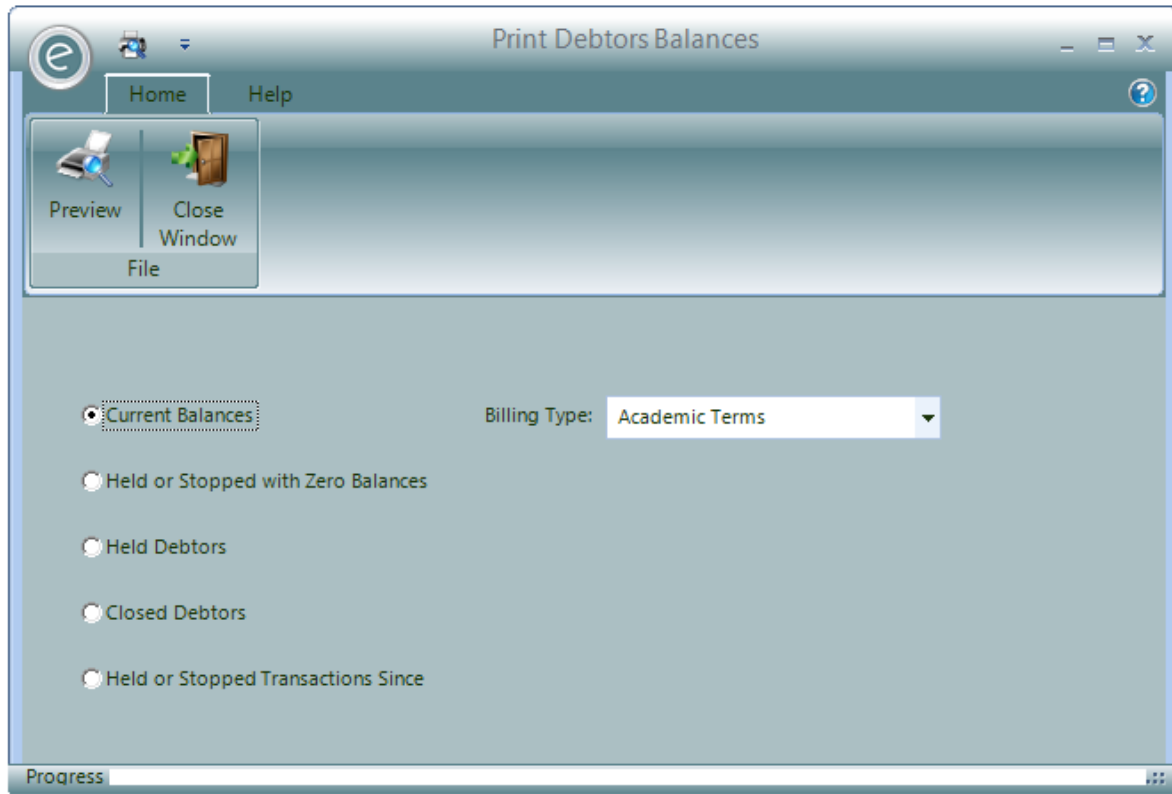 e
Print Debtors Balances
Home Help
Preview Close
Window
File
Current Balances Billing Type: Academic Terms
Held or Stopped with Zero Balances
Held Debtors
Closed Debtors
Held or Stopped Transactions Since
Progress